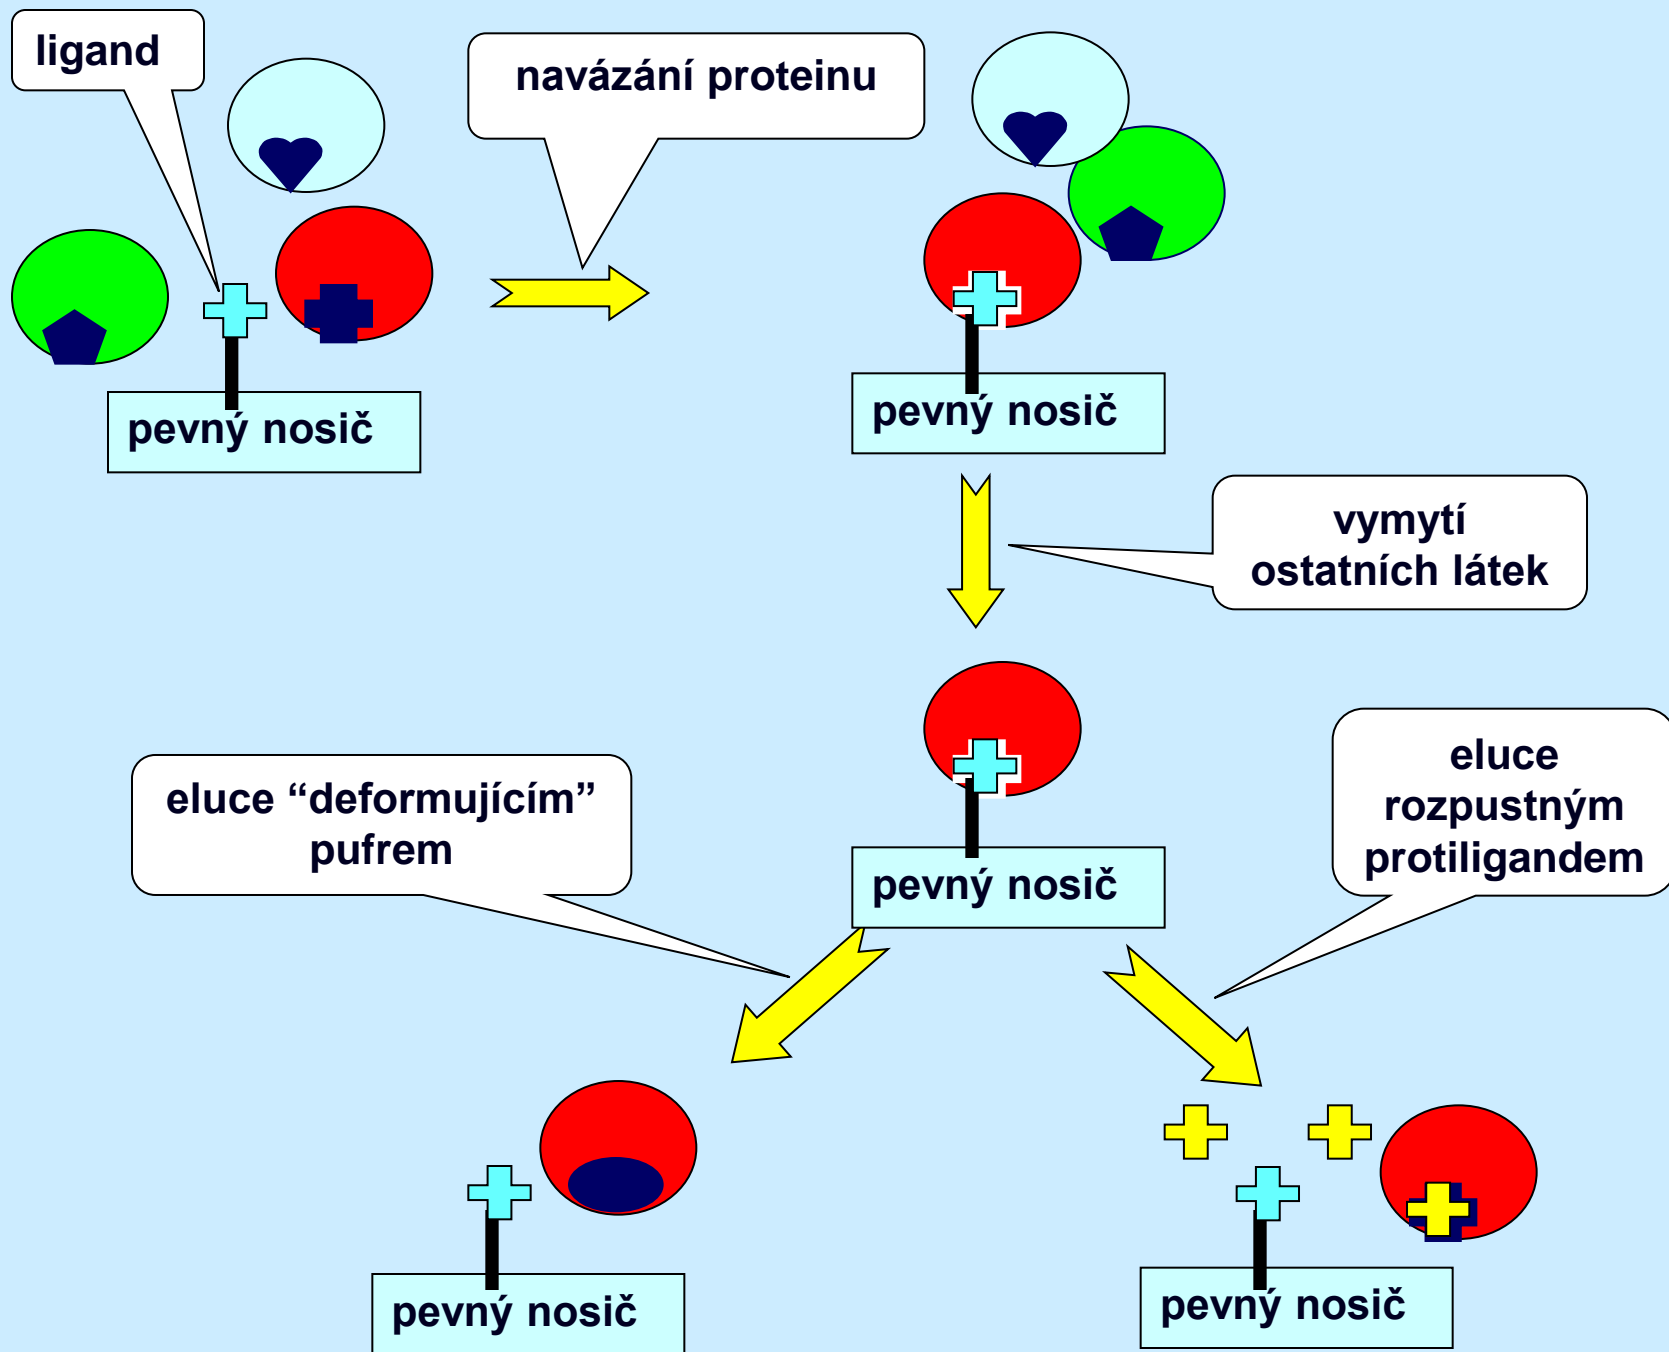 ligand
navázání proteinu
pevný nosič
pevný nosič
vymytí
ostatních látek
eluce “deformujícím”
pufrem
eluce
rozpustným
protiligandem
pevný nosič
pevný nosič
pevný nosič